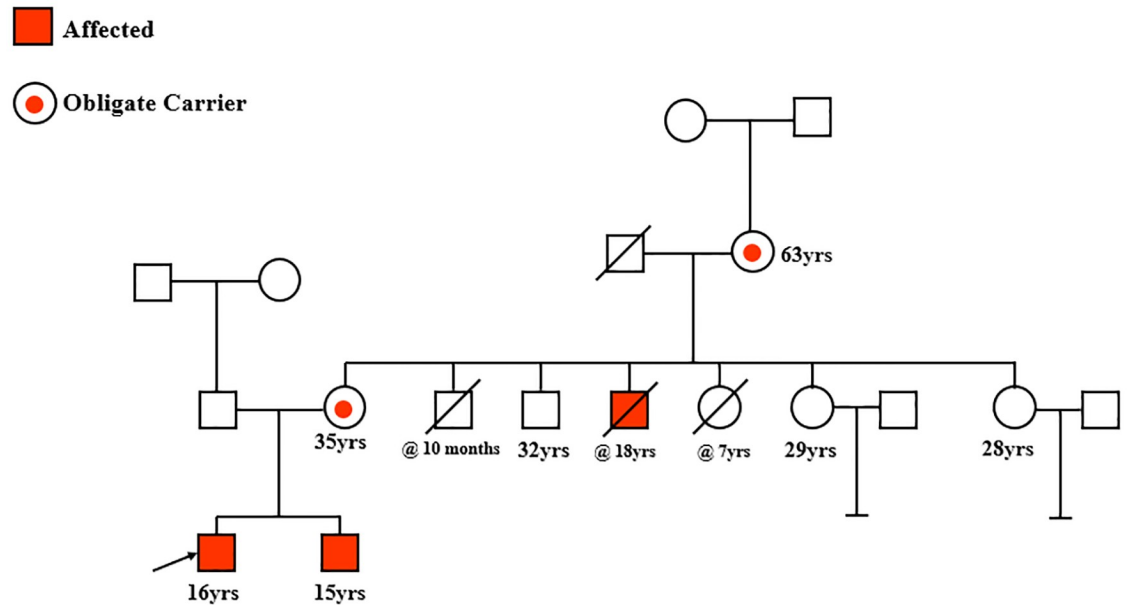 Affected
Obligate Carrier
63yrs
35yrs
@ 10 months
32yrs
@ 18yrs
@ 7yrs
29yrs
28yrs
16yrs
15yrs